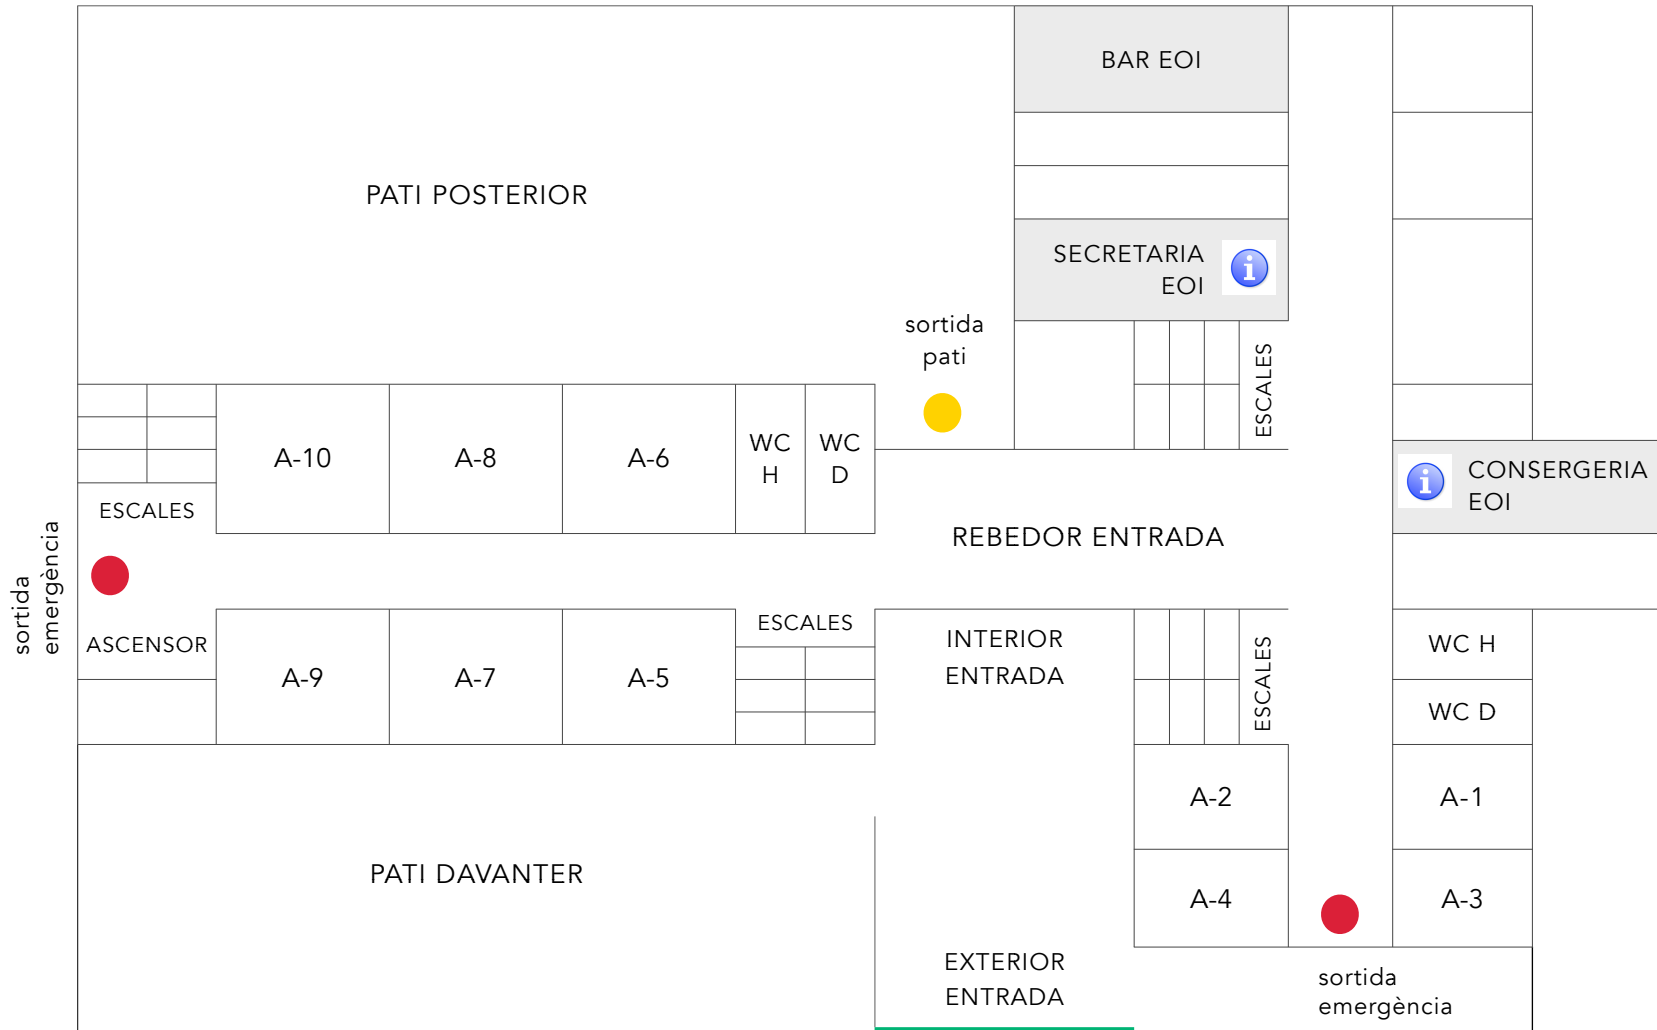 BAR EOI
PATI POSTERIOR
SECRETARIA
EOI
i
sortida
pati
ESCALES
A-10
A-8
A-6
WC
H
WC
D
i
CONSERGERIA
EOI
ESCALES
sortida
emergència
REBEDOR ENTRADA
ASCENSOR
A-9
A-7
A-5
ESCALES
INTERIOR
ENTRADA
ESCALES
WC H
WC D
A-2
A-1
PATI DAVANTER
A-4
A-3
EXTERIOR
ENTRADA
sortida
emergència